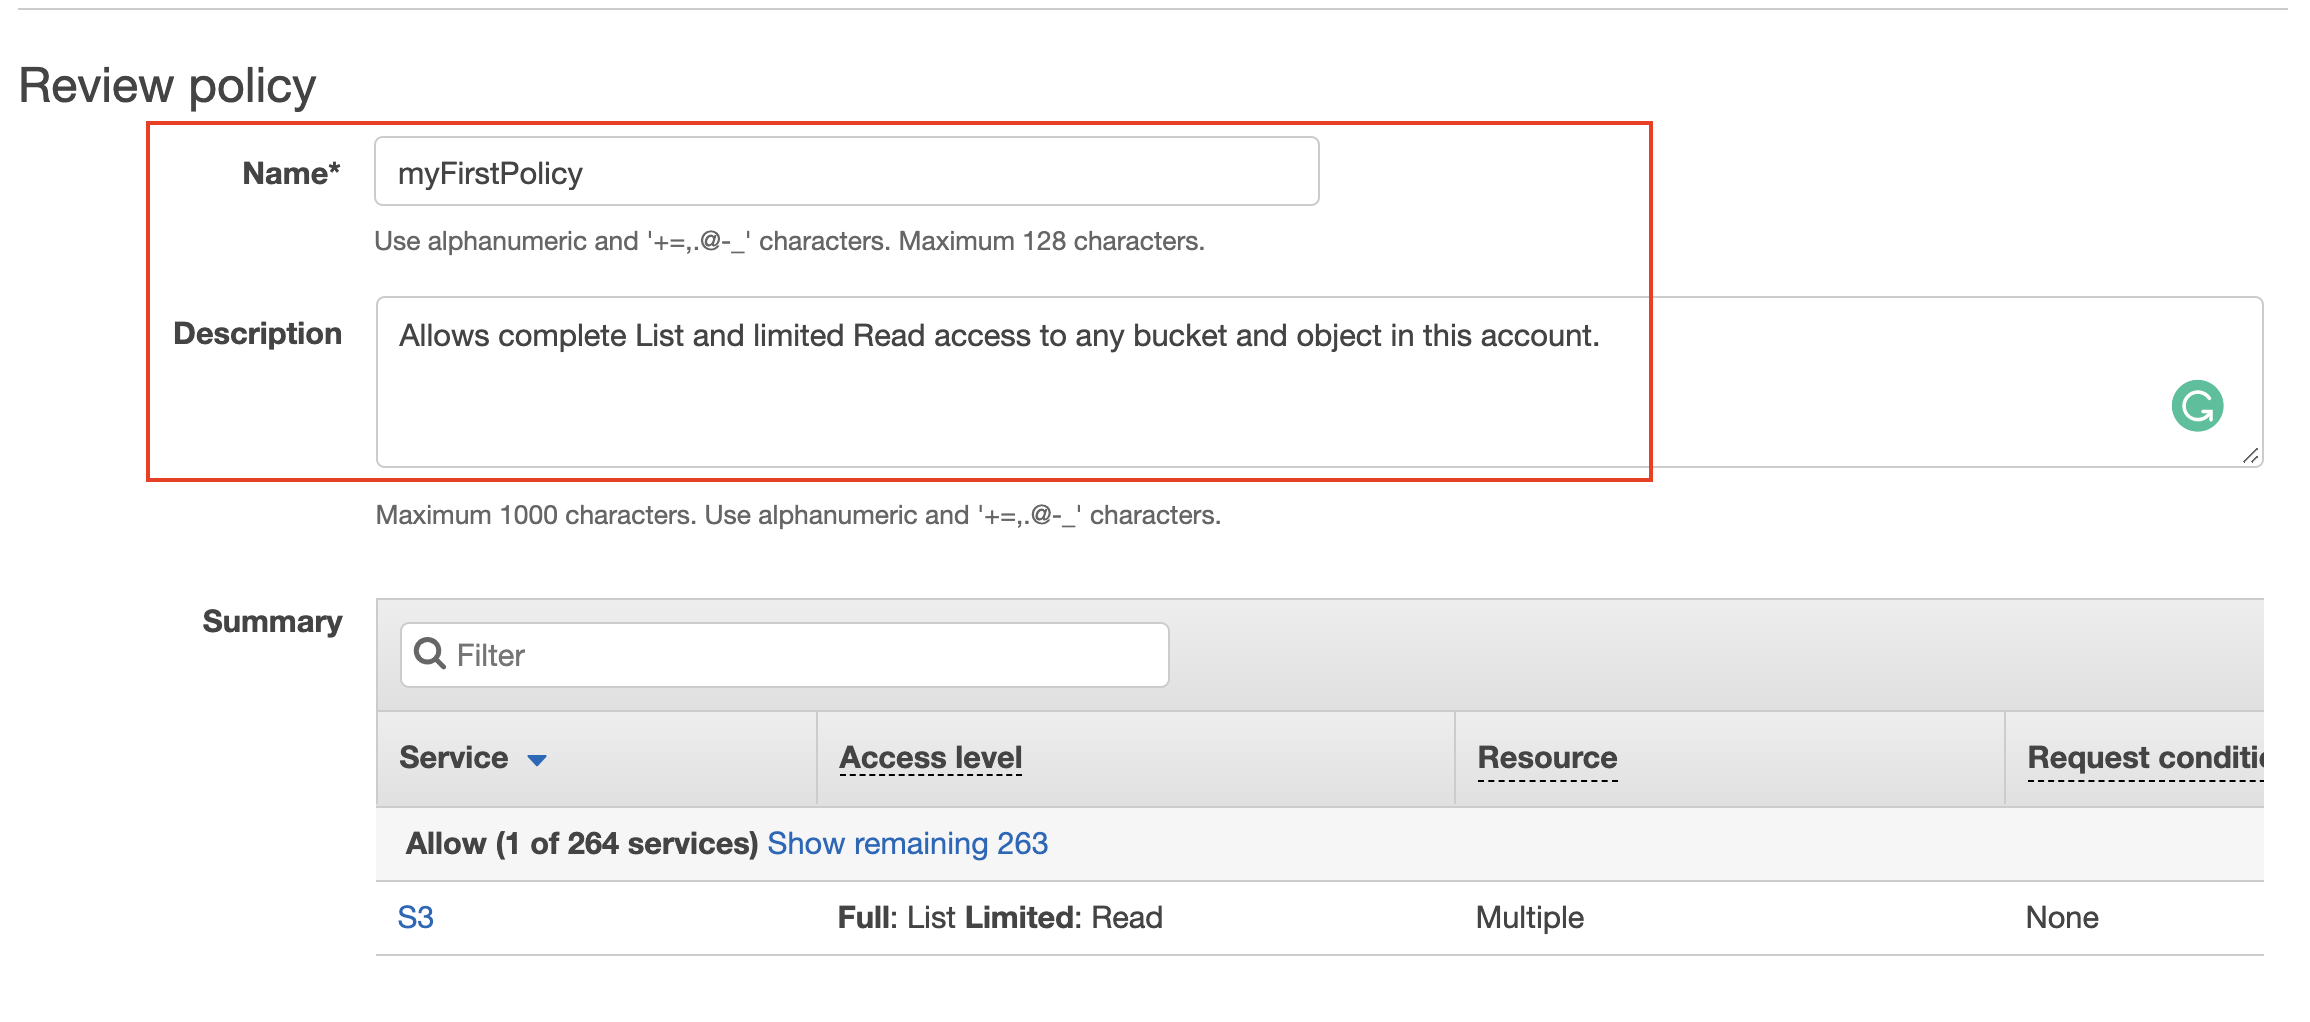 Review policy
Name* myFirstPolicy
Use alphanumeric and '+=,.@-_' characters. Maximum 128 characters.
Description Allows complete List and limited Read access to any bucket and object in this account.
Maximum 1000 characters. Use alphanumeric and '+=,.@-_' characters.
Summary Filter
Service Access level Resource Request conditi
Allow (1 of 264 services) Show remaining 263
S3 Full: List Limited: Read Multiple None